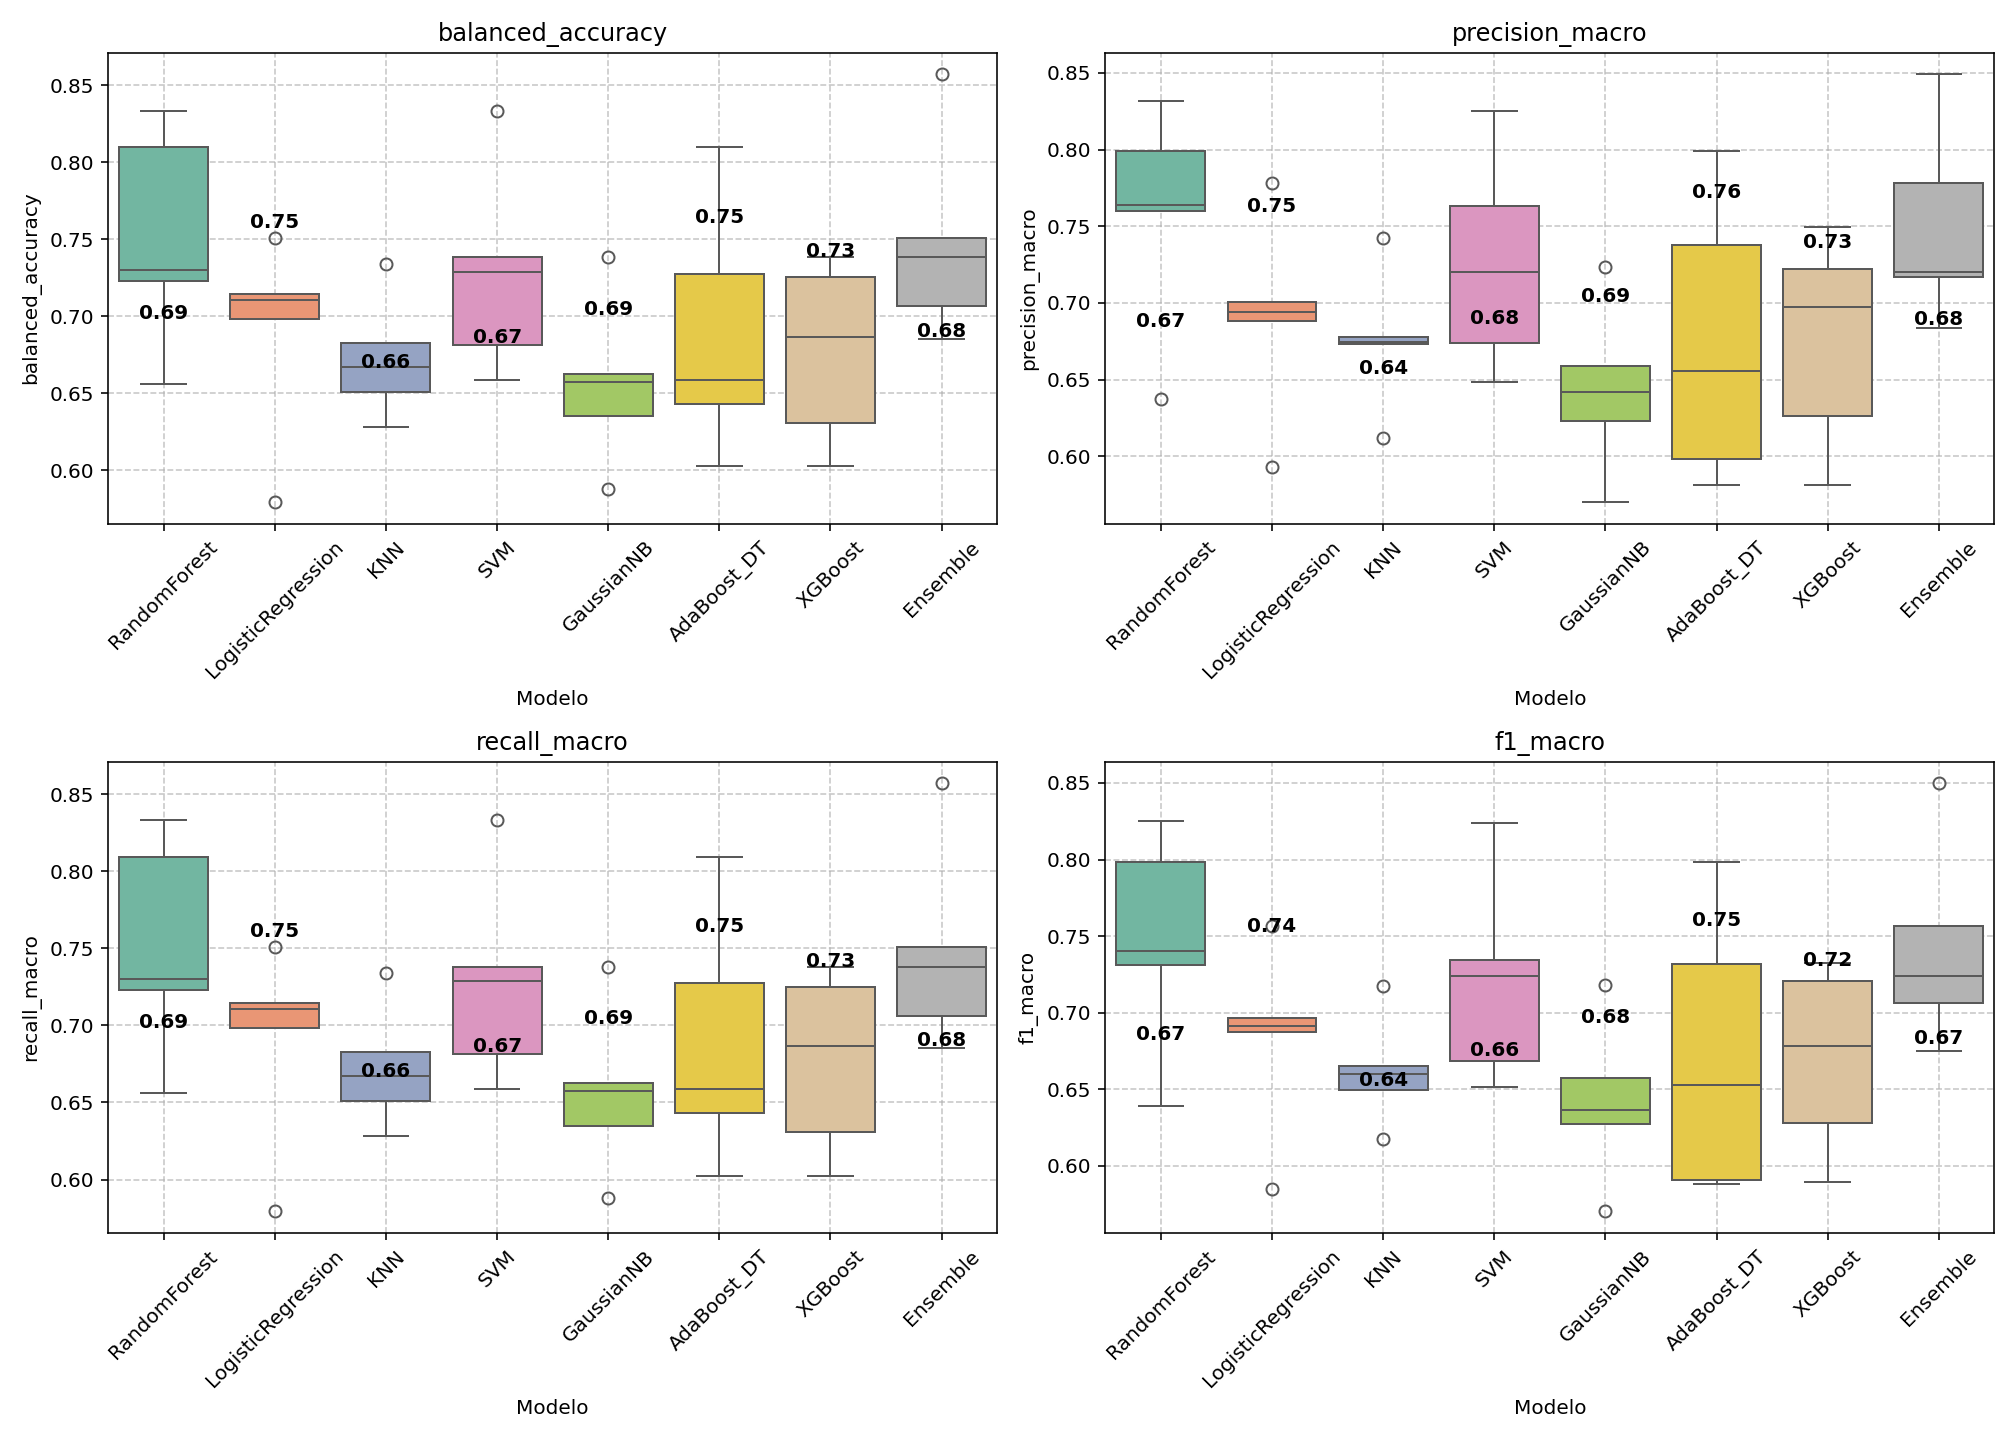 balanced_accuracy
balanced_accuracy
0.85
0.80
0.75
0.70
0.65
0.60
0.69
0.75
0.66
0.67
0.69
0.75
0.73
0.68
RandomForest
LogisticRegression
KNN
SVM
GaussianNB
AdaBoost_DT
XGBoost
Ensemble
Modelo
precision_macro
precision_macro
0.85
0.80
0.75
0.70
0.65
0.60
0.67
0.75
0.64
0.68
0.69
0.76
0.73
0.68
RandomForest
LogisticRegression
KNN
SVM
GaussianNB
AdaBoost_DT
XGBoost
Ensemble
Modelo
recall_macro
recall_macro
0.85
0.80
0.75
0.70
0.65
0.60
0.69
0.75
0.66
0.67
0.69
0.75
0.73
0.68
RandomForest
LogisticRegression
KNN
SVM
GaussianNB
AdaBoost_DT
XGBoost
Ensemble
Modelo
f1_macro
f1_macro
0.85
0.80
0.75
0.70
0.65
0.60
0.67
0.74
0.64
0.66
0.68
0.75
0.72
0.67
RandomForest
LogisticRegression
KNN
SVM
GaussianNB
AdaBoost_DT
XGBoost
Ensemble
Modelo